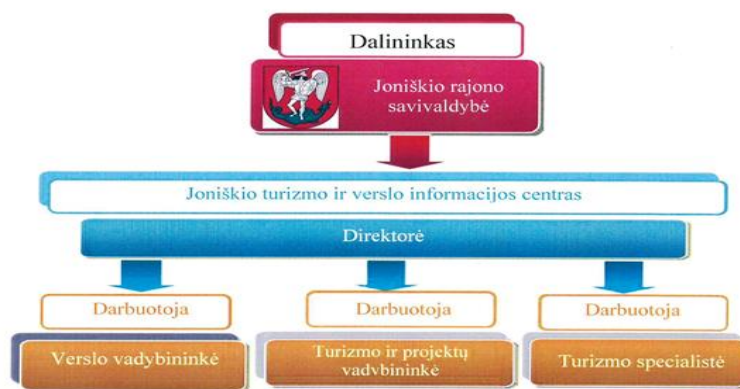 Dalininkas
Joniškio rajono
savivaldybė
Joniškio turizmo ir verslo informacijos centras
Direktorė
Darbuotoja
Darbuotoja
Darbuotoja
Verslo vadybininkė
Turizmo ir projektų
vadybininkė
Turizmo specialistė